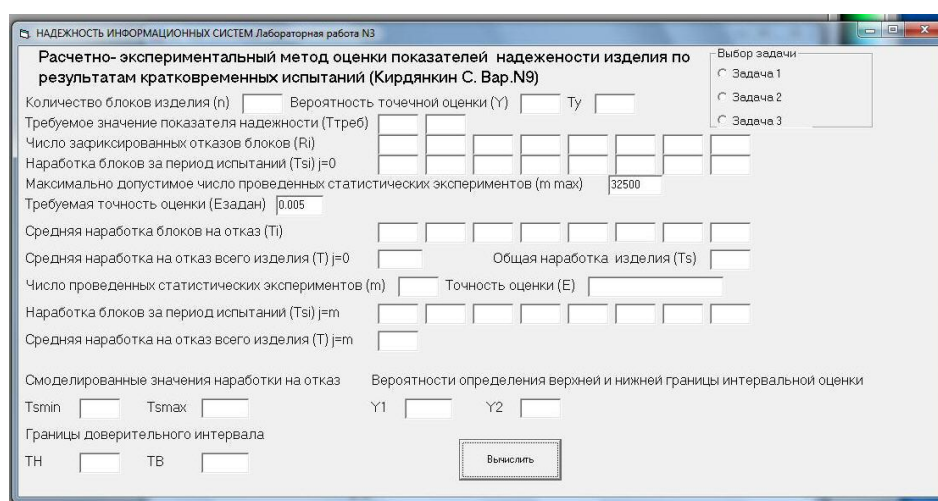 НАДЕЖНОСТЬ ИНФОРМАЦИОННЫХ СИСТЕМ Лабораторная работа N3
Расчетно- экспериментальный метод оценки показателей надежености изделия по
результатам кратковременных испытаний (Кирдянкин С. Вар.N9)
Выбор задачи
Задача 1
Задача 2
Задача 3
Количество блоков изделия (n) Вероятность точечной оценки (Y) Ty
Требуемое значение показателя надежности (Ттреб)
Число зафиксированных отказов блоков (Ri)
Наработка блоков за период испытаний (Tsi) j=0
Максимально допустимое число проведенных статистических экспериментов (m max) 32500
Требуемая точность оценки (Езадан) 0.005
Средняя наработка блоков на отказ (Ti)
Средняя наработка на отказ всего изделия (T) j=0 Общая наработка изделия (Ts)
Число проведенных статистических экспериментов (m) Точность оценки (E)
Наработка блоков за период испытаний (Tsi) j=m
Средняя наработка на отказ всего изделия (T) j=m
Смоделированные значения наработки на отказ Вероятности определения верхней и нижней границы интервальной оценки
Tsmin Tsmax Y1 Y2
Границы доверительного интервала
ТН ТВ Вычислить